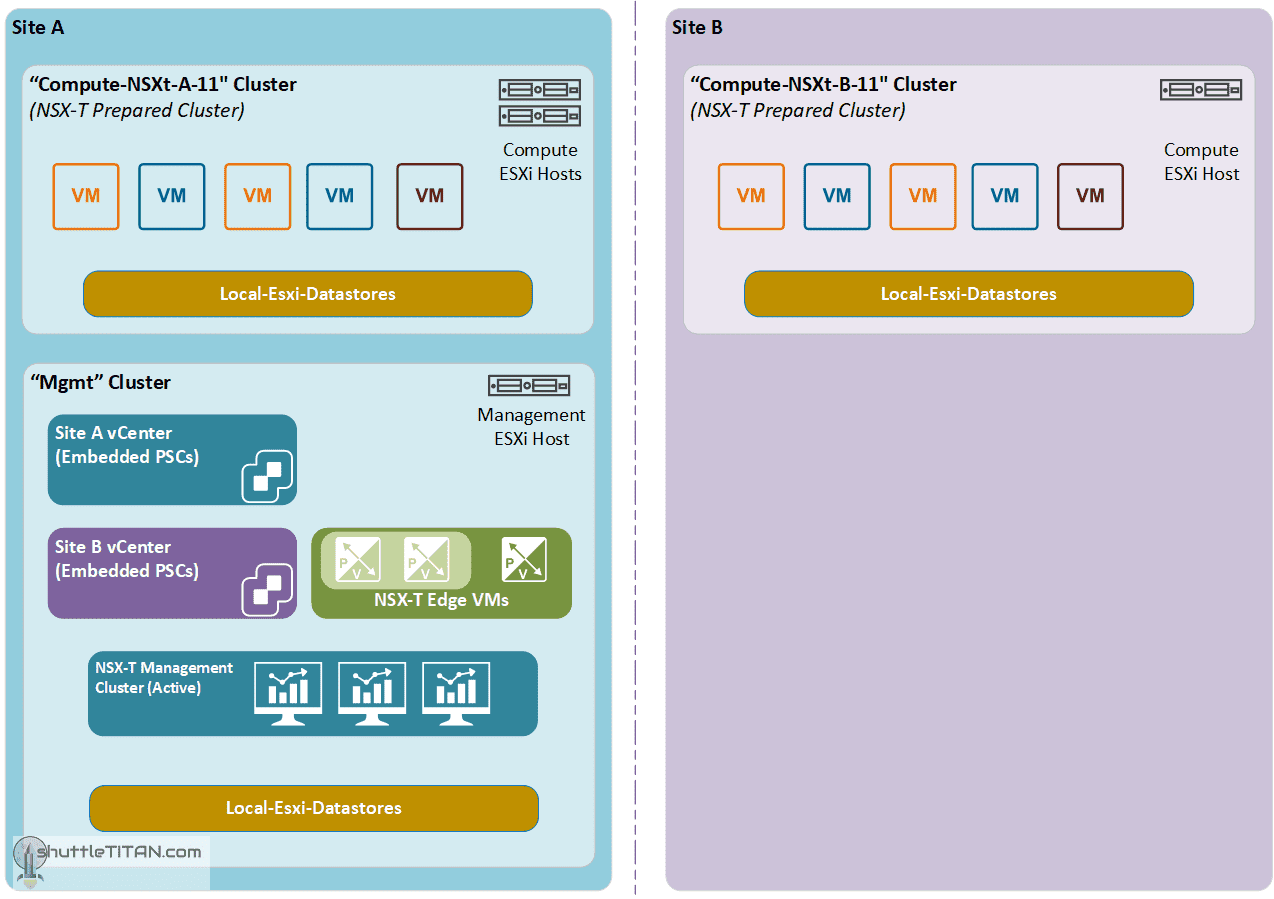 Site A
“Compute-NSXt-A-11" Cluster
(NSX-T Prepared Cluster)
Compute
ESXi Hosts
VM
VM
VM
VM
VM
Local-Esxi-Datastores
“Mgmt” Cluster
Management
ESXi Host
Site A vCenter
(Embedded PSCs)
Site B vCenter
(Embedded PSCs)
P
V
P
V
P
V
NSX-T Edge VMs
NSX-T Management
Cluster (Active)
Local-Esxi-Datastores
shuttleTITAN.com
Site B
“Compute-NSXt-B-11" Cluster
(NSX-T Prepared Cluster)
Compute
ESXi Host
VM
VM
VM
VM
VM
Local-Esxi-Datastores